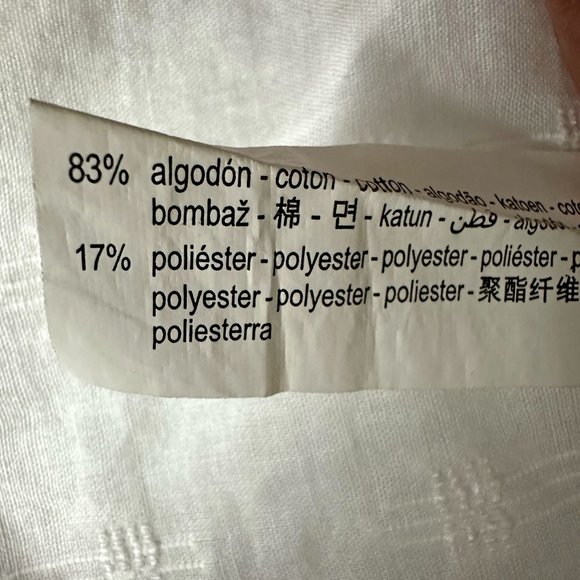 83% algodón - coton - cotton - algodão - katoen -
bombaž - 棉 - 면 - katun - قطن -
17% poliéster - polyester - polyester - poliéster -
polyester - polyester - poliester - 聚酯纤维
poliesterra